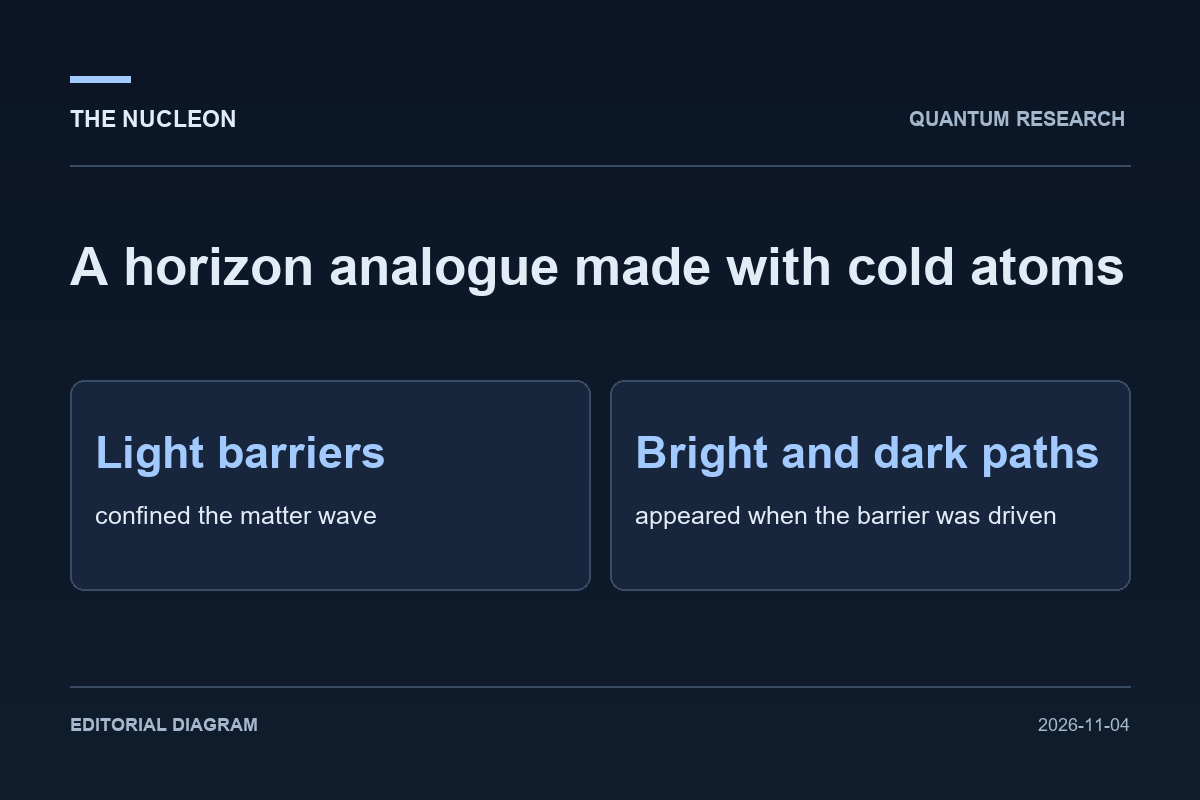 THE NUCLEON
QUANTUM RESEARCH
A horizon analogue made with cold atoms
Light barriers
confined the matter wave
Bright and dark paths
appeared when the barrier was driven
EDITORIAL DIAGRAM
2026-11-04